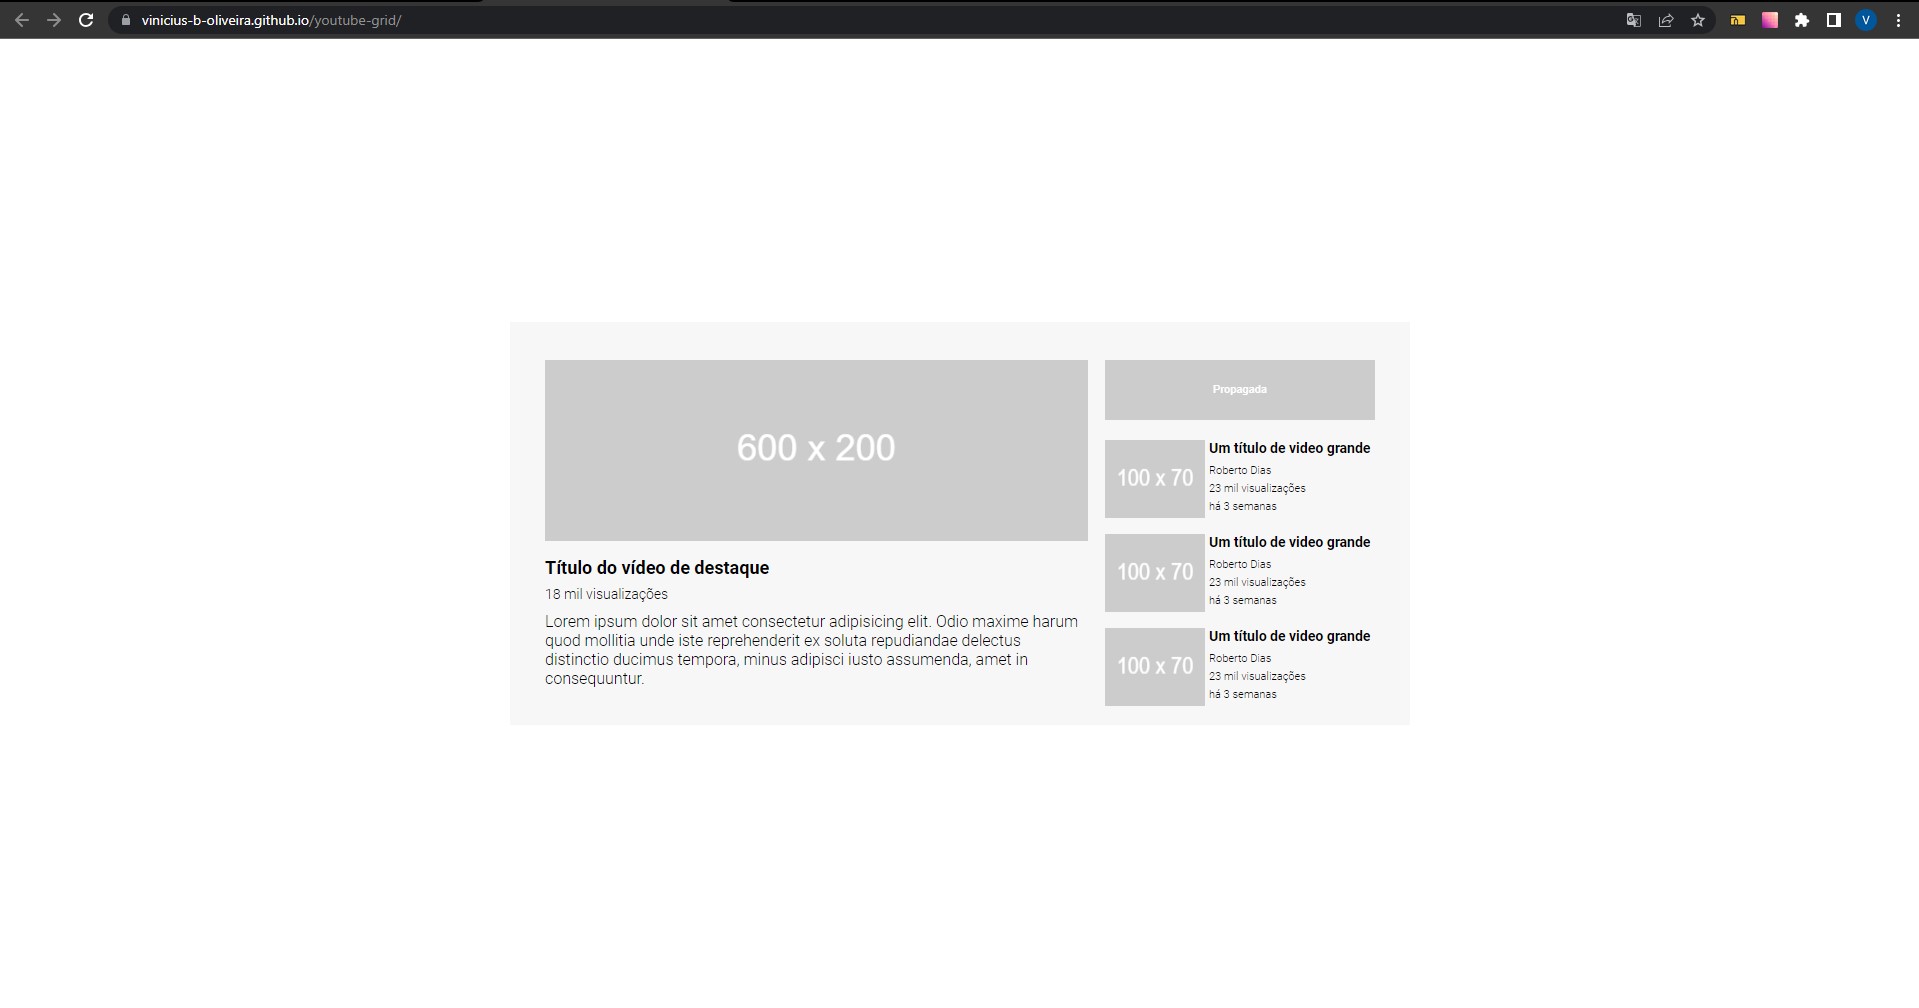 vinicius-b-oliveira.github.io/youtube-grid/
V
600 x 200
Título do vídeo de destaque
18 mil visualizações
Lorem ipsum dolor sit amet consectetur adipisicing elit. Odio maxime harum
quod mollitia unde iste reprehenderit ex soluta repudiandae delectus
distinctio ducimus tempora, minus adipisci iusto assumenda, amet in
consequuntur.
Propagada
100 x 70
Um título de video grande
Roberto Dias
23 mil visualizações
há 3 semanas
100 x 70
Um título de video grande
Roberto Dias
23 mil visualizações
há 3 semanas
100 x 70
Um título de video grande
Roberto Dias
23 mil visualizações
há 3 semanas